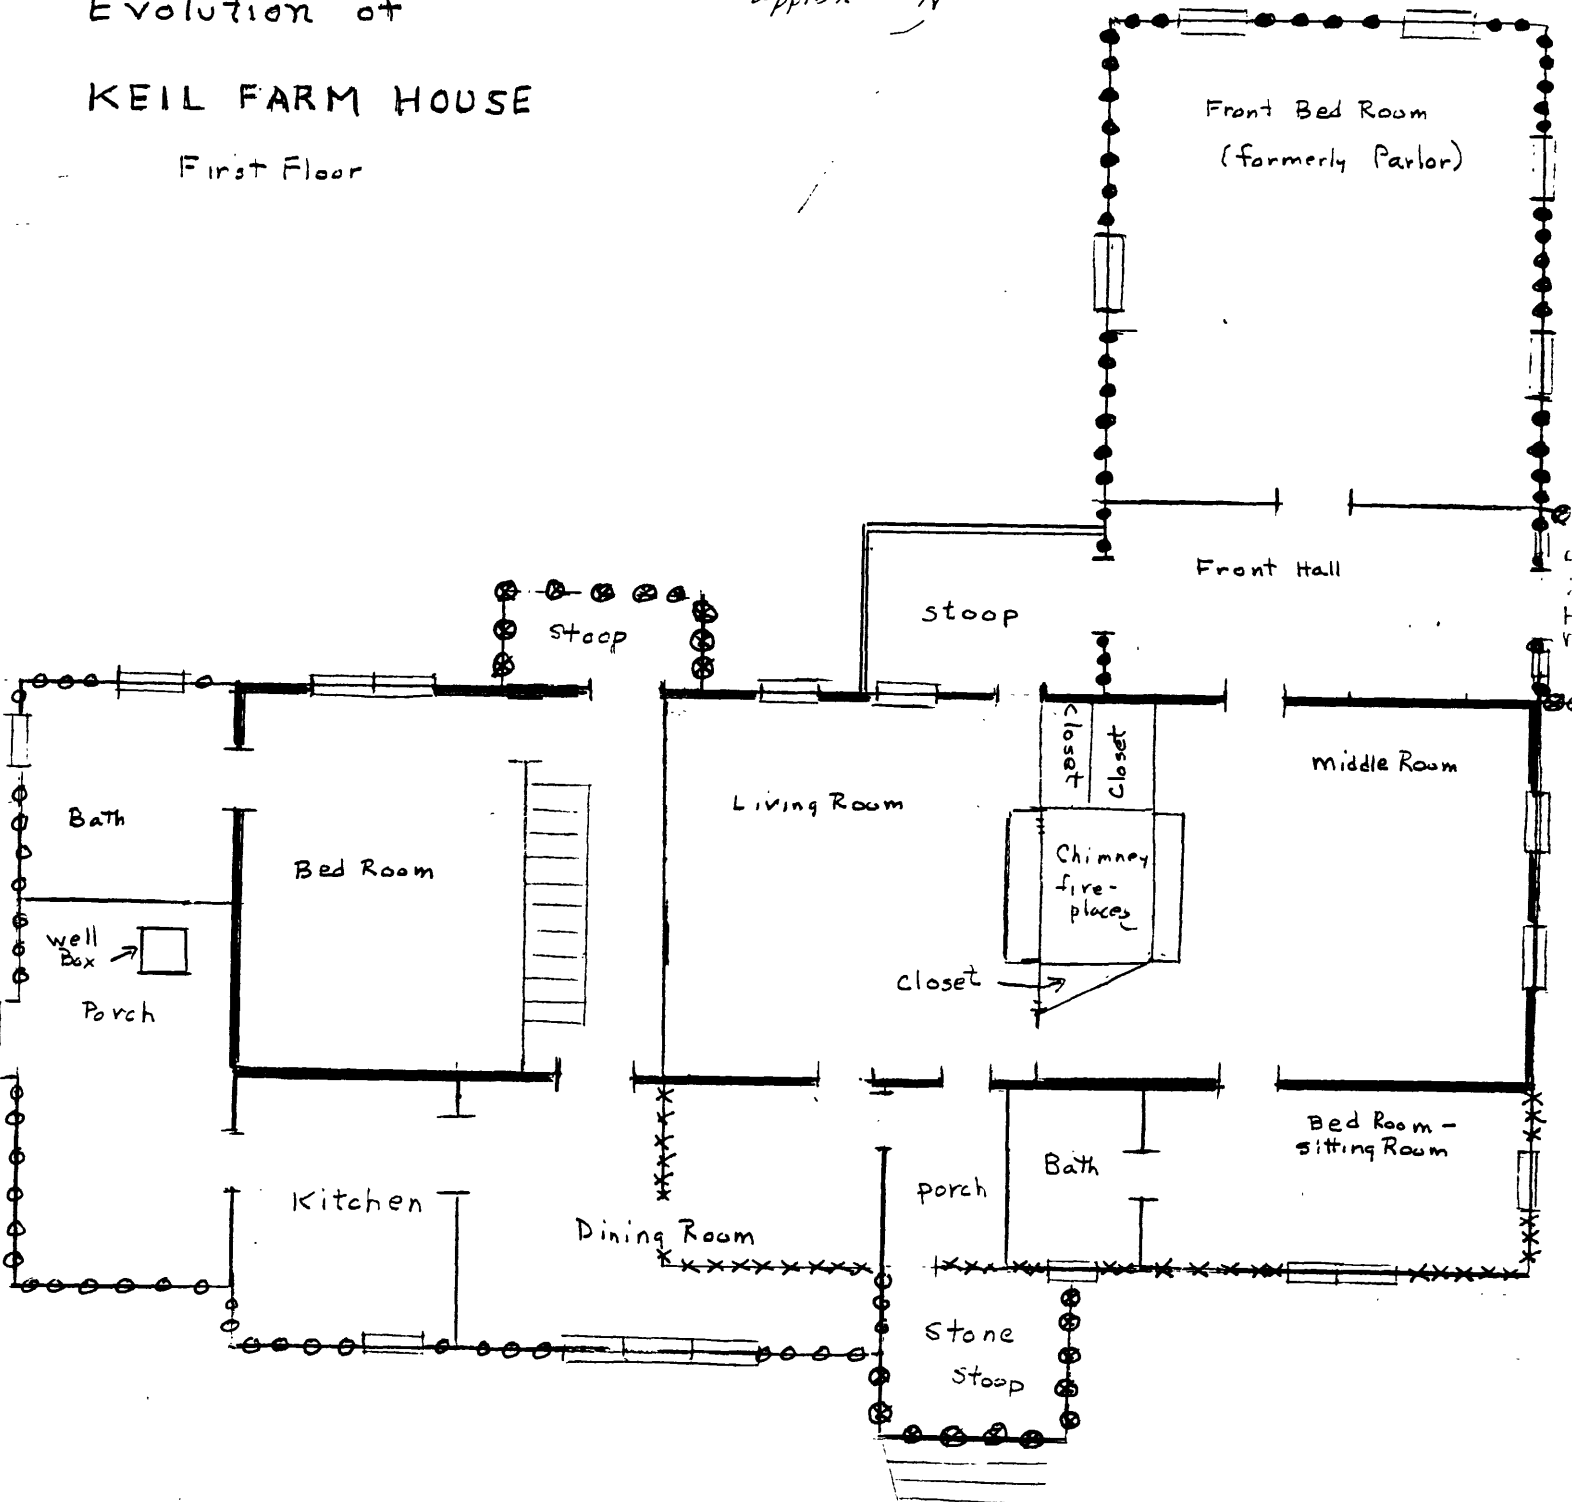 Evolution of
approx N
KEIL FARM HOUSE
First Floor
Front Bed Room
(formerly Parlor)
Front Hall
stoop
stoop
Closet
Closet
Middle Room
Living Room
Bath
Bed Room
Chimney
fire-
places
well
Box
Closet
Porch
Bed Room -
sitting Room
Bath
porch
Kitchen
Dining Room
Stone
stoop